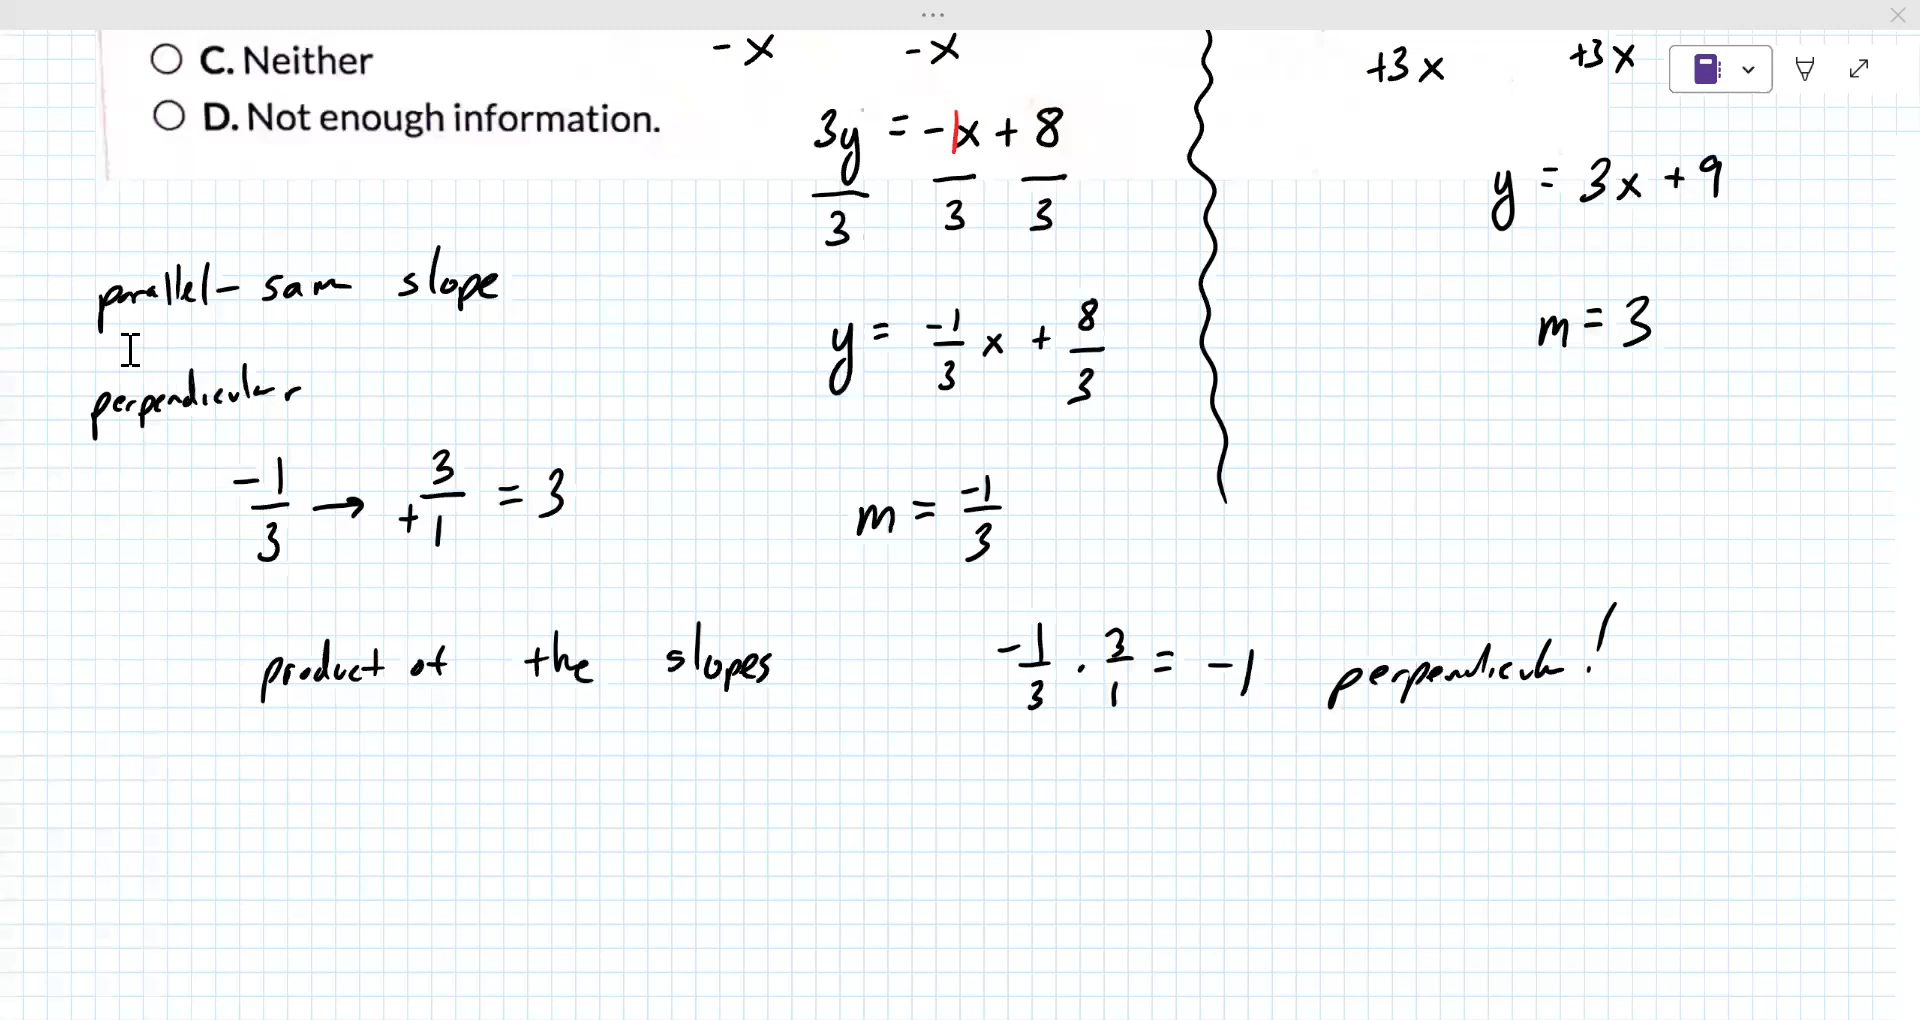 C. Neither
D. Not enough information.
-x -x
3y = -1x + 8
3 3 3
y = -1/3 x + 8/3
m = -1/3
+3x +3x
y = 3x + 9
m = 3
parallel - sam slope
perpendicular
-1/3 → +3/1 = 3
product of the slopes -1/3 · 3/1 = -1 perpendicular!